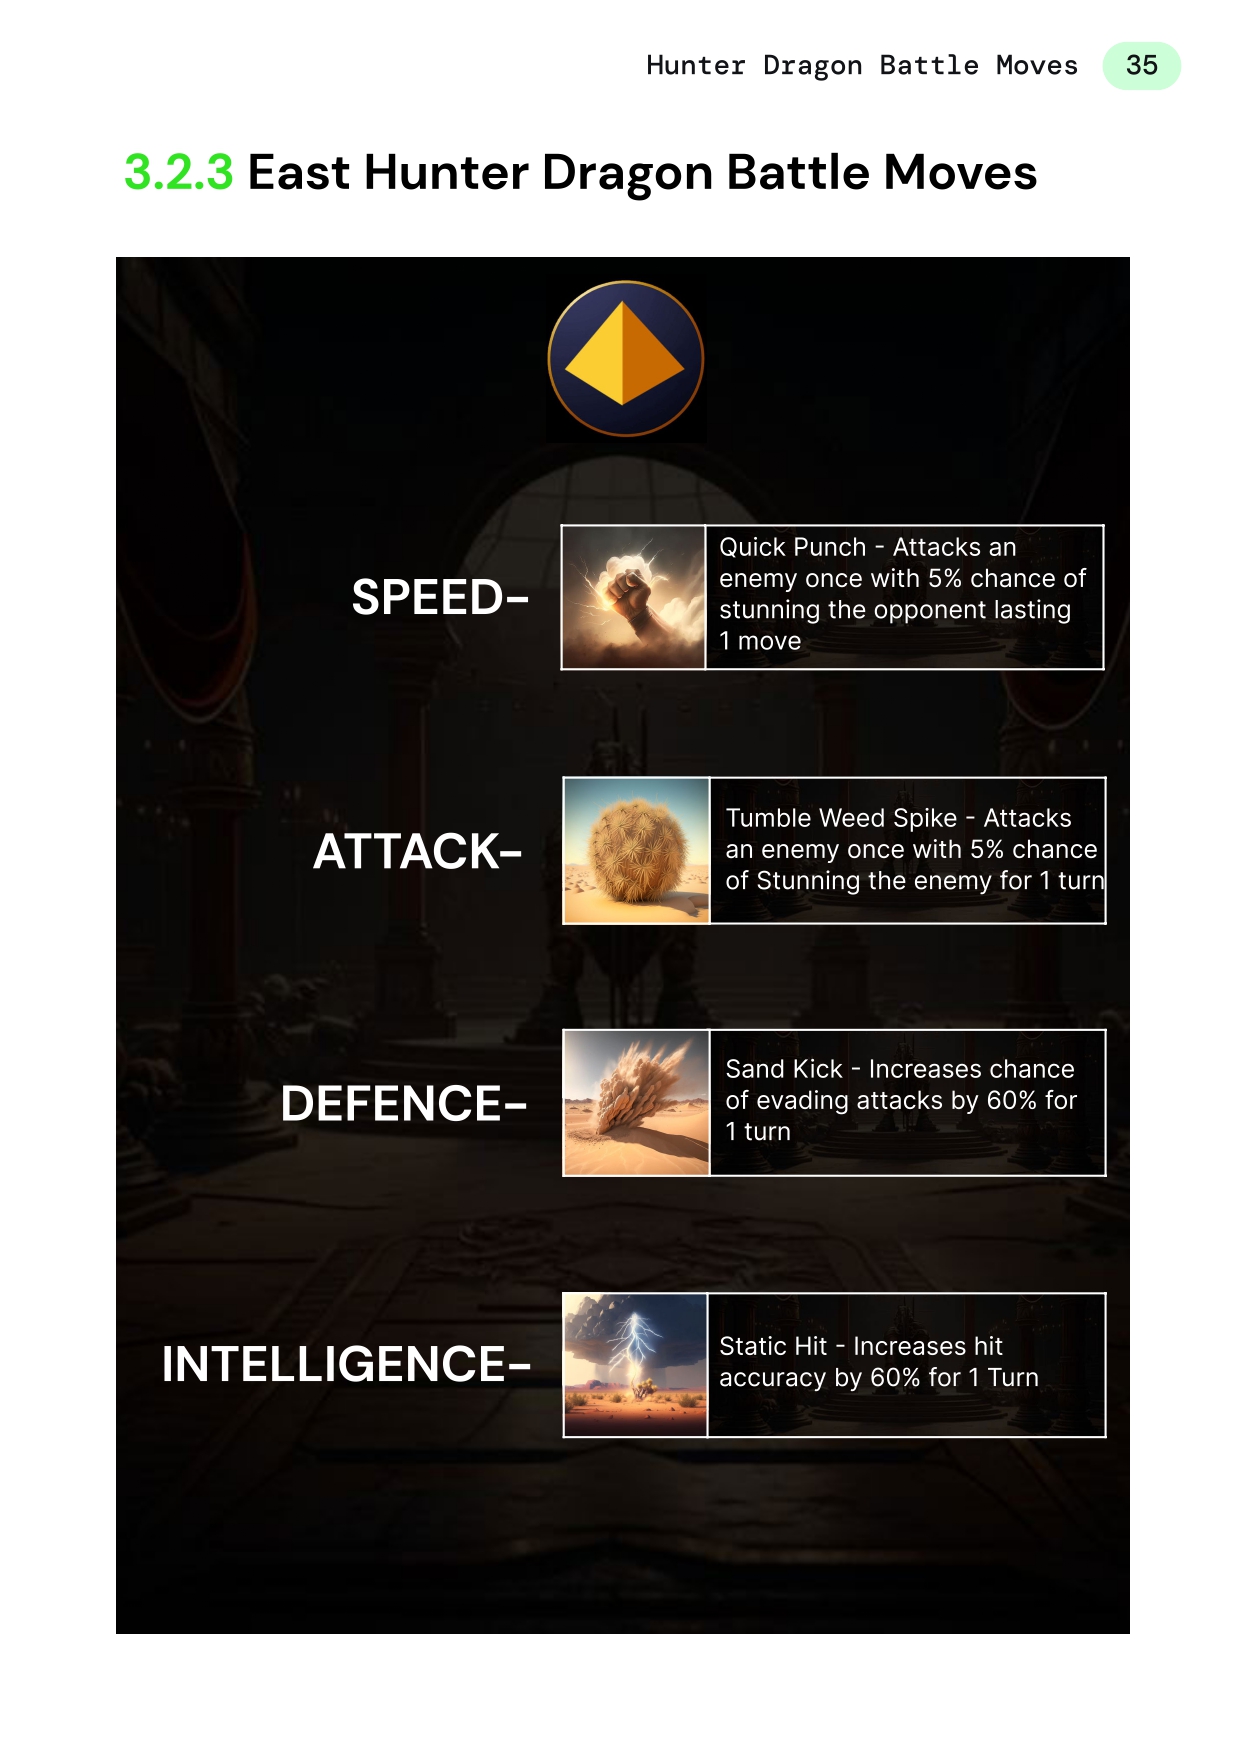 Hunter Dragon Battle Moves 35
3.2.3 East Hunter Dragon Battle Moves
SPEED-
Quick Punch - Attacks an
enemy once with 5% chance of
stunning the opponent lasting
1 move
ATTACK-
Tumble Weed Spike - Attacks
an enemy once with 5% chance
of Stunning the enemy for 1 turn
DEFENCE-
Sand Kick - Increases chance
of evading attacks by 60% for
1 turn
INTELLIGENCE-
Static Hit - Increases hit
accuracy by 60% for 1 Turn